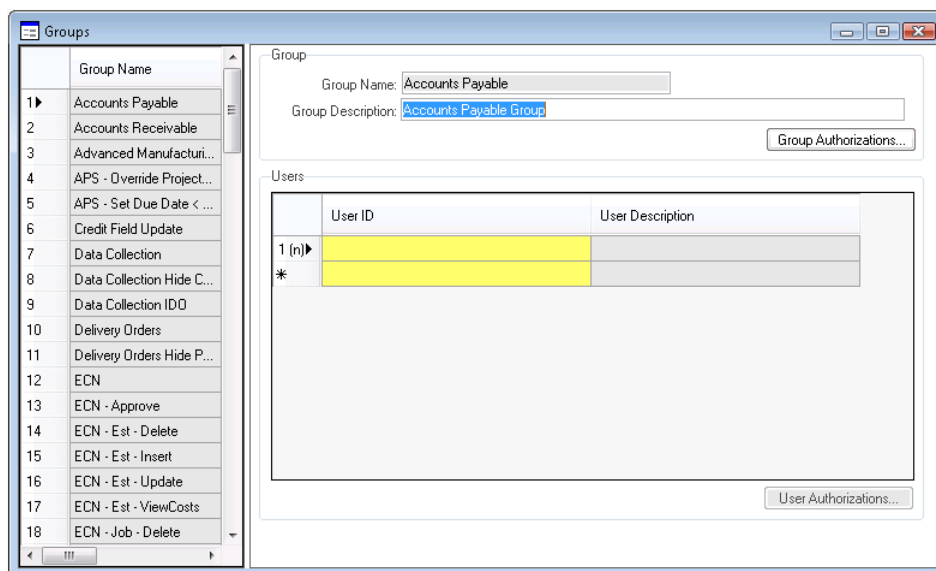 Groups
Group Name
1 Accounts Payable
2 Accounts Receivable
3 Advanced Manufacturi...
4 APS - Override Project...
5 APS - Set Due Date < ...
6 Credit Field Update
7 Data Collection
8 Data Collection Hide C...
9 Data Collection IDO
10 Delivery Orders
11 Delivery Orders Hide P...
12 ECN
13 ECN - Approve
14 ECN - Est - Delete
15 ECN - Est - Insert
16 ECN - Est - Update
17 ECN - Est - ViewCosts
18 ECN - Job - Delete
Group
Group Name: Accounts Payable
Group Description: Accounts Payable Group
Group Authorizations...
Users
User ID User Description
1 (n)
*
User Authorizations...